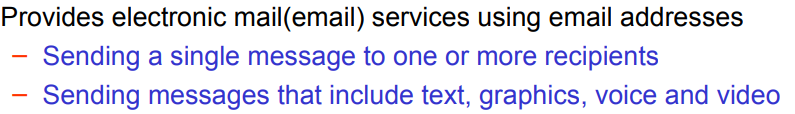 Provides electronic mail(email) services using email addresses
– Sending a single message to one or more recipients
– Sending messages that include text, graphics, voice and video